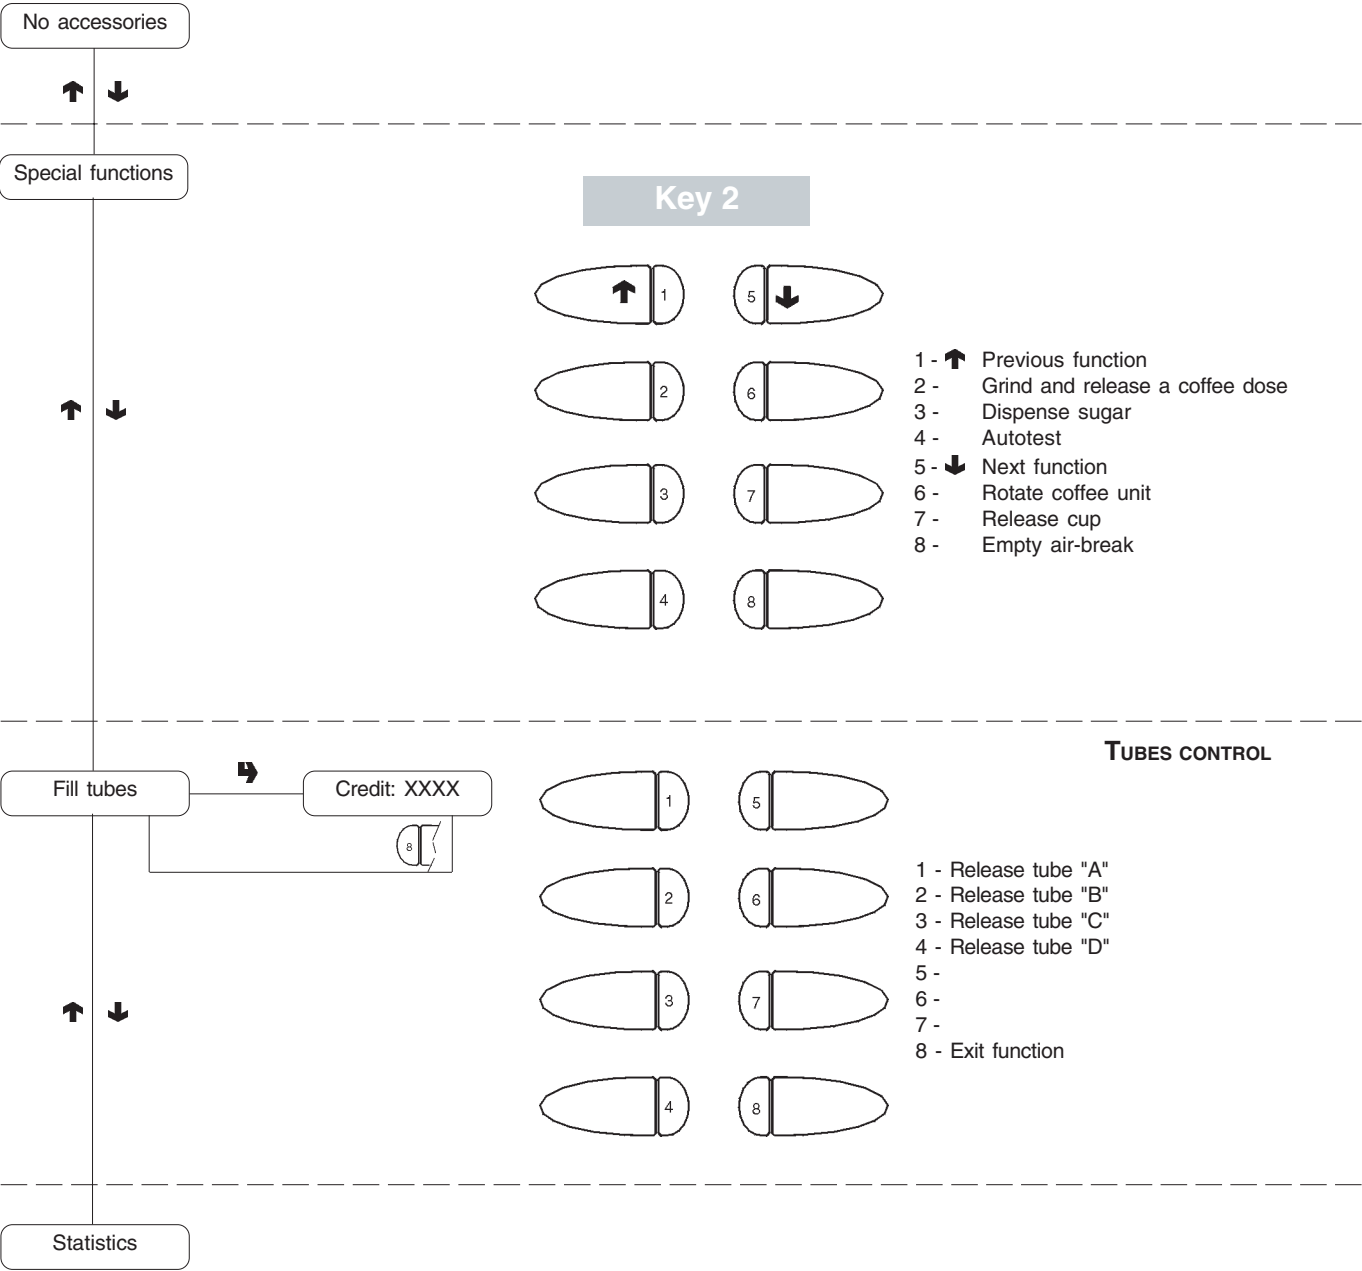 No accessories
Special functions
Key 2
1
5
2
6
3
7
4
8
1 - Previous function
2 - Grind and release a coffee dose
3 - Dispense sugar
4 - Autotest
5 - Next function
6 - Rotate coffee unit
7 - Release cup
8 - Empty air-break
TUBES CONTROL
Fill tubes
Credit: XXXX
8
1
5
2
6
3
7
4
8
1 - Release tube "A"
2 - Release tube "B"
3 - Release tube "C"
4 - Release tube "D"
5 -
6 -
7 -
8 - Exit function
Statistics